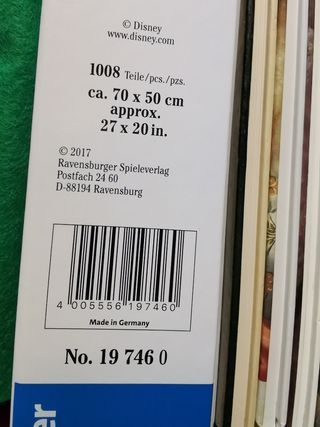 © Disney
www.disney.com
1008 Teile/pcs./pzs.
ca. 70 x 50 cm
approx.
27 x 20 in.
© 2017
Ravensburger Spieleverlag
Postfach 24 60
D-88194 Ravensburg
4 005556 197460
Made in Germany
No. 19 746 0
er